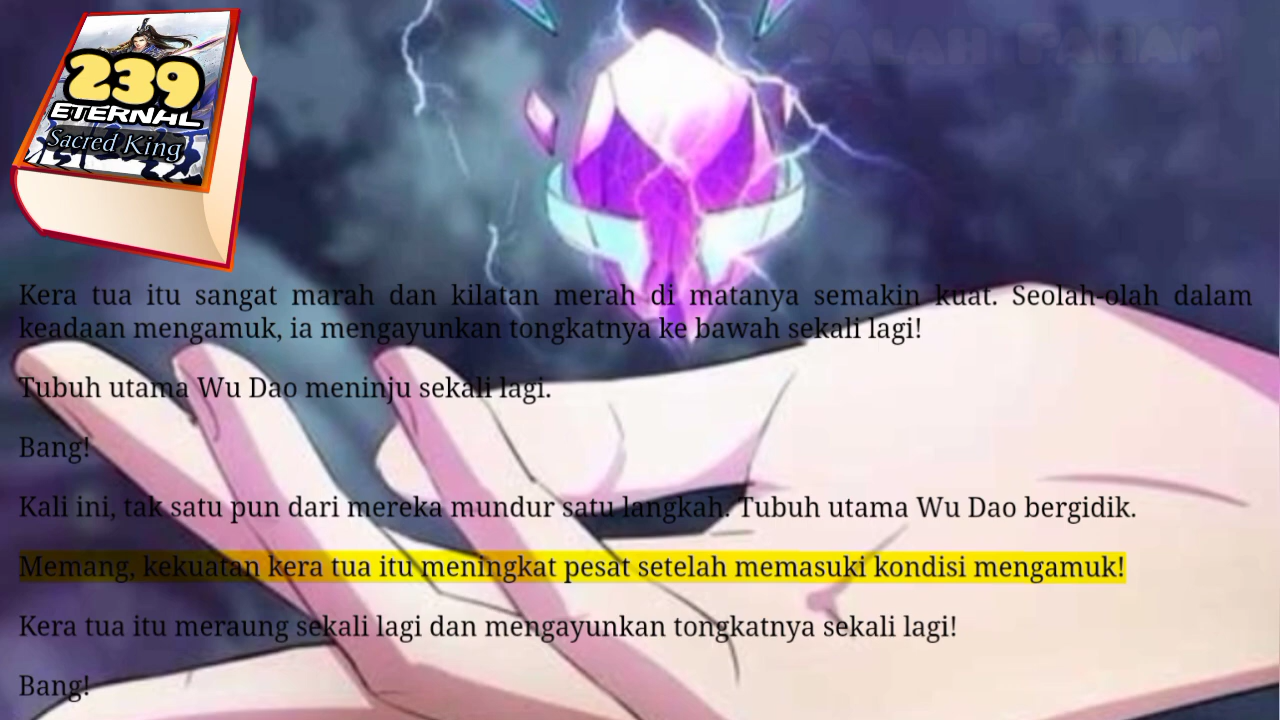 239
ETERNAL
Sacred King
SALAH PAHAM
Kera tua itu sangat marah dan kilatan merah di matanya semakin kuat. Seolah-olah dalam
keadaan mengamuk, ia mengayunkan tongkatnya ke bawah sekali lagi!
Tubuh utama Wu Dao meninju sekali lagi.
Bang!
Kali ini, tak satu pun dari mereka mundur satu langkah. Tubuh utama Wu Dao bergidik.
Memang, kekuatan kera tua itu meningkat pesat setelah memasuki kondisi mengamuk!
Kera tua itu meraung sekali lagi dan mengayunkan tongkatnya sekali lagi!
Bang!